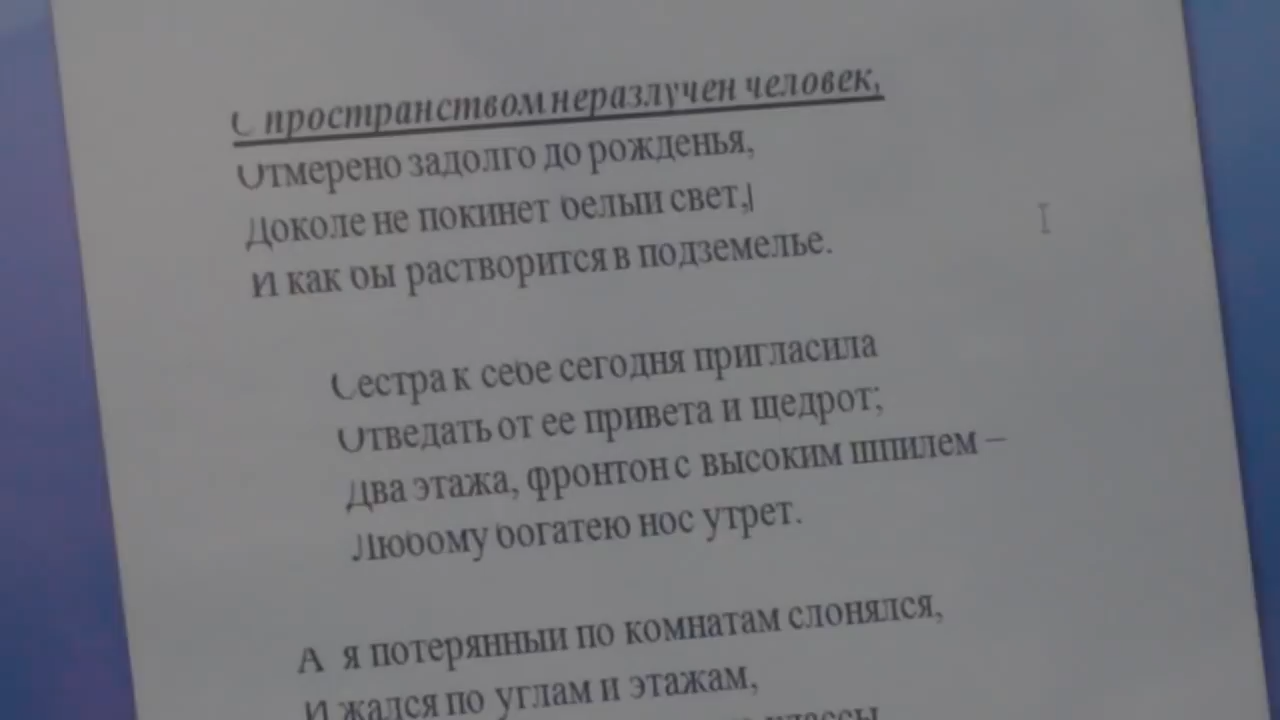 С пространством неразлучен человек,
Отмерено задолго до рожденья,
Доколе не покинет белый свет,
И как бы растворится в подземелье.
Сестра к себе сегодня пригласила
Отведать от ее привета и щедрот;
Два этажа, фронтон с высоким шпилем –
Любому богатею нос утрет.
А я потерянный по комнатам слонялся,
И жался по углам и этажам,
классы